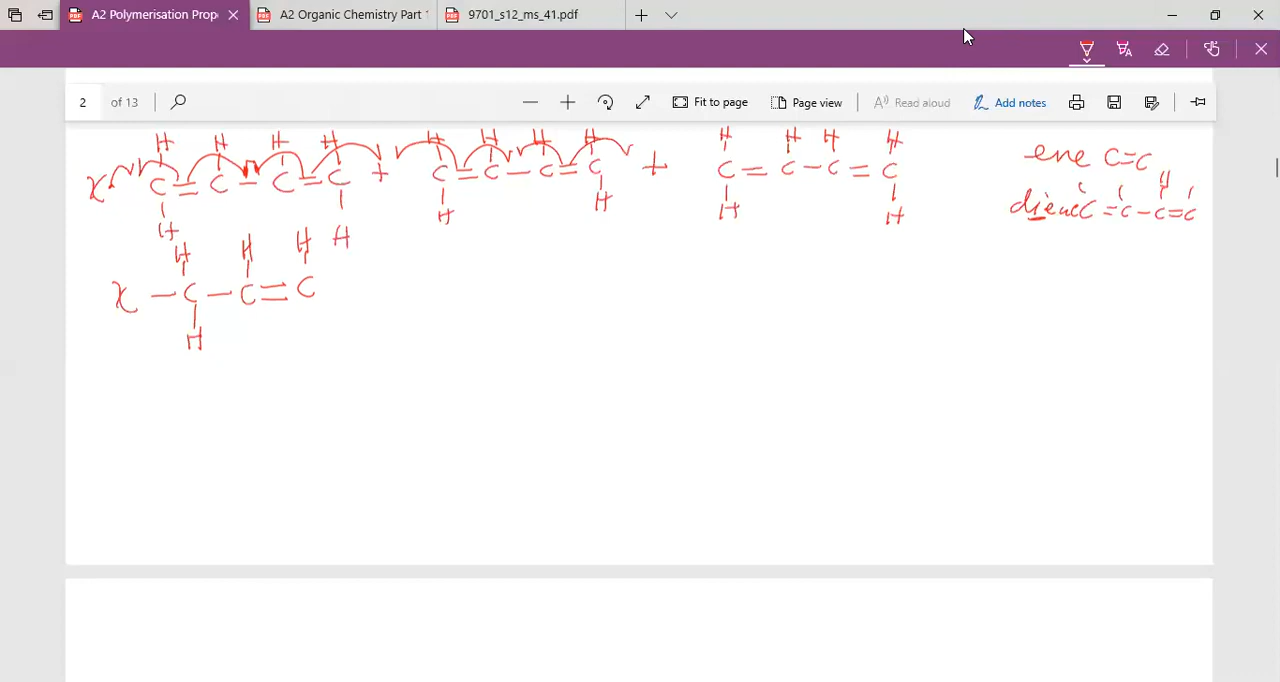 A2 Polymerisation Prop
A2 Organic Chemistry Part 1
9701_s12_ms_41.pdf
2 of 13
Fit to page
Page view
Read aloud
Add notes
H H H H H H H H H H H H
X C = C - C = C + C = C - C = C + C = C - C = C
H H H H H H
ene C=C
H
diene C=C-C=C
H H H
X - C - C = C
H